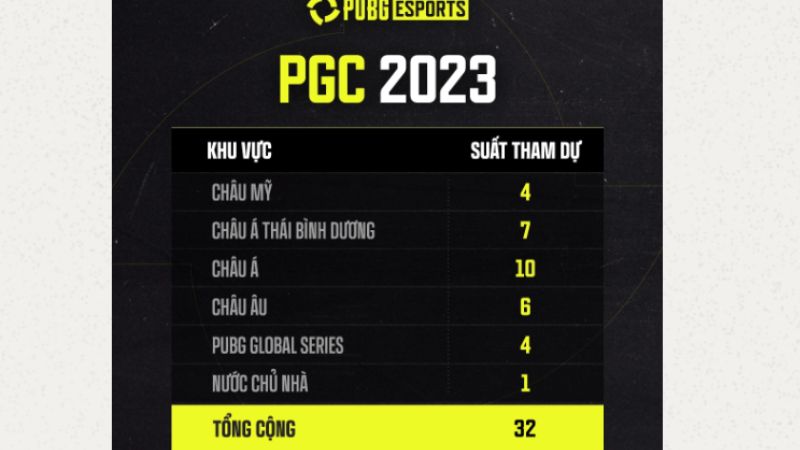 PUBG ESPORTS
PGC 2023
KHU VỰC SUẤT THAM DỰ
CHÂU MỸ 4
CHÂU Á THÁI BÌNH DƯƠNG 7
CHÂU Á 10
CHÂU ÂU 6
PUBG GLOBAL SERIES 4
NƯỚC CHỦ NHÀ 1
TỔNG CỘNG 32